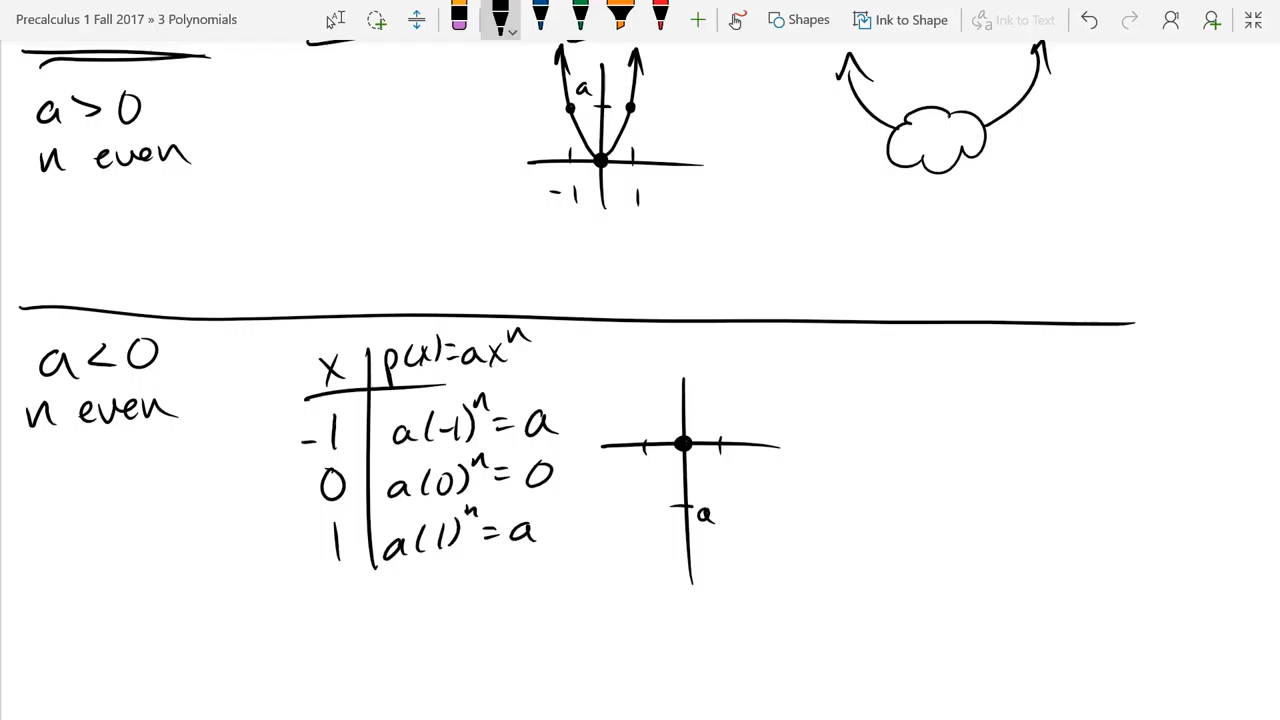 Precalculus 1 Fall 2017 » 3 Polynomials
Shapes
Ink to Shape
Ink to Text
a > 0
n even
a
-1 1
a < 0
n even
x p(x)=axⁿ
-1 a(-1)ⁿ = a
0 a(0)ⁿ = 0
1 a(1)ⁿ = a
a